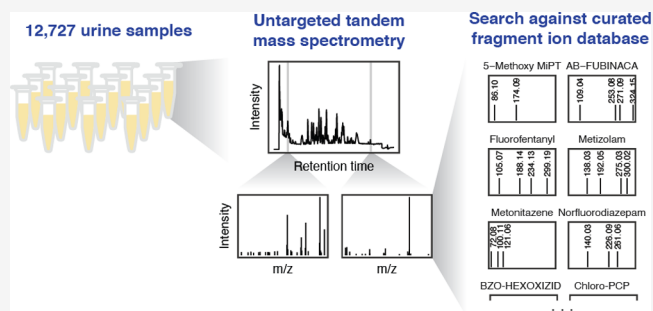 12,727 urine samples
Untargeted tandem
mass spectrometry
Intensity
Retention time
Intensity
m/z
m/z
Search against curated
fragment ion database
5–Methoxy MiPT
86.10
174.09
AB–FUBINACA
109.04
253.08
271.09
324.15
Fluorofentanyl
105.07
188.14
234.13
299.19
Metizolam
138.03
192.05
275.03
300.02
Metonitazene
72.08
100.11
121.06
Norfluorodiazepam
140.03
226.09
261.06
BZO-HEXOXIZID
Chloro-PCP